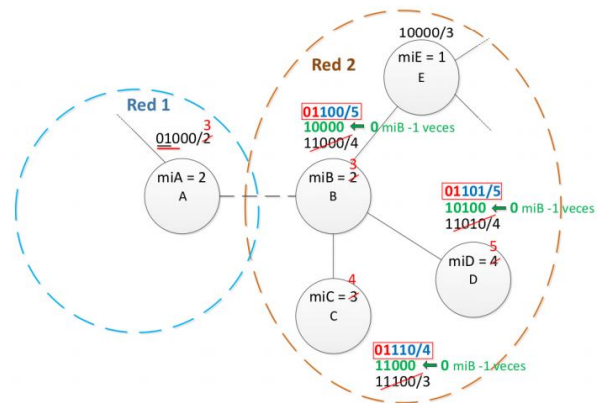 10000/3
miE = 1
E
Red 2
Red 1
3
01000/2
miA = 2
A
01100/5
10000 0 miB -1 veces
11000/4
3
miB = 2
B
01101/5
10100 0 miB -1 veces
11010/4
5
miD = 4
D
4
miC = 3
C
01110/4
11000 0 miB -1 veces
11100/3